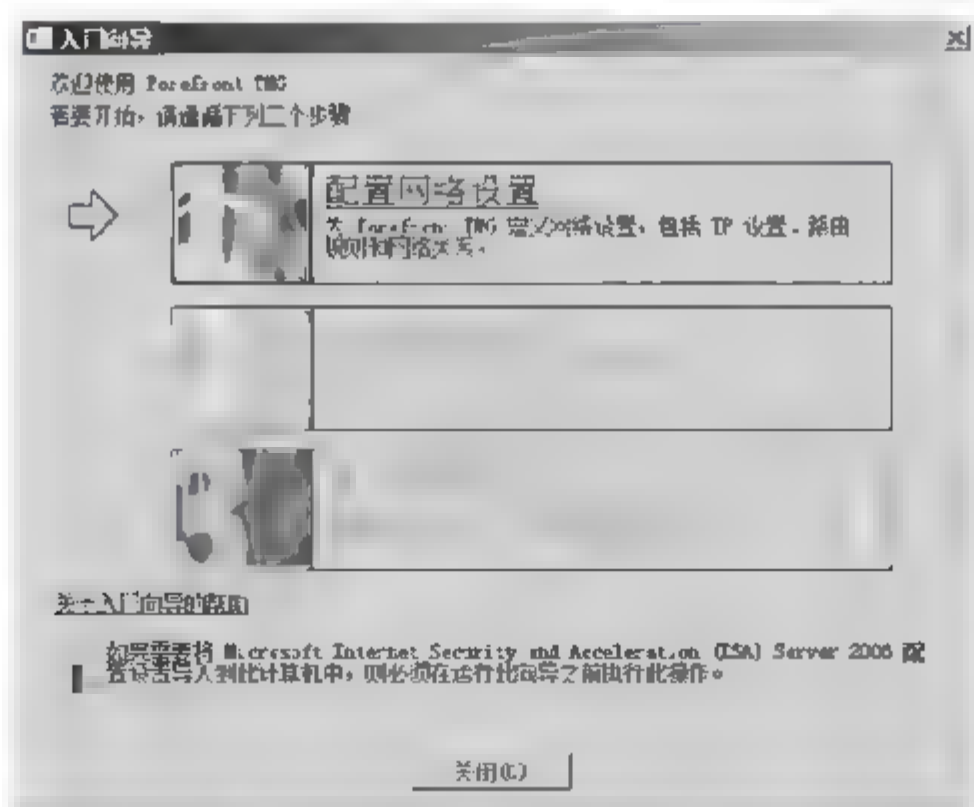 入门向导
欢迎使用 Forefront TMG
若要开始，请遵循下列三个步骤
配置网络设置
为 Forefront TMG 定义网络设置，包括 IP 设置、路由
规则和网络关系。
关于入门向导的帮助
如果需要将 Microsoft Internet Security and Acceleration (ISA) Server 2006 配
置设置导入到此计算机中，则必须在运行此向导之前执行此操作。
关闭(C)